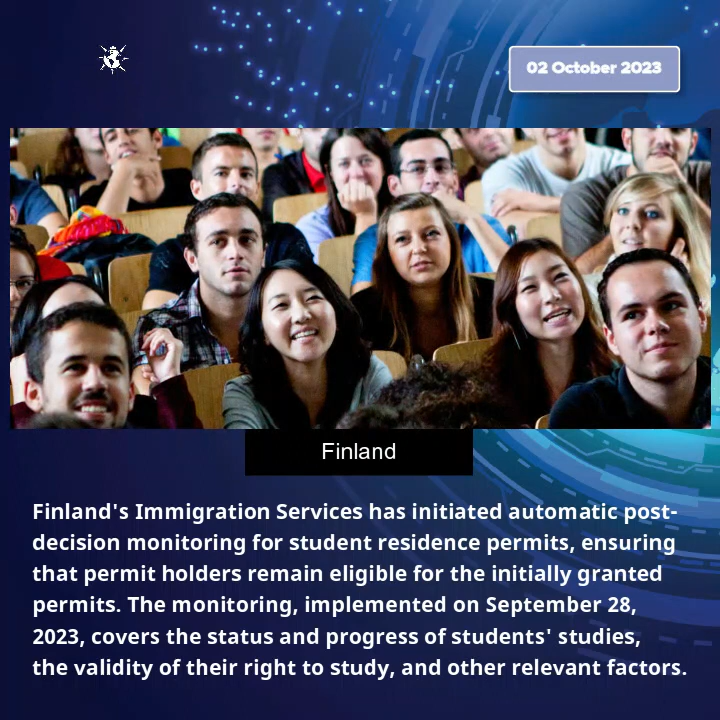 02 October 2023
Finland
Finland's Immigration Services has initiated automatic post-
decision monitoring for student residence permits, ensuring
that permit holders remain eligible for the initially granted
permits. The monitoring, implemented on September 28,
2023, covers the status and progress of students' studies,
the validity of their right to study, and other relevant factors.